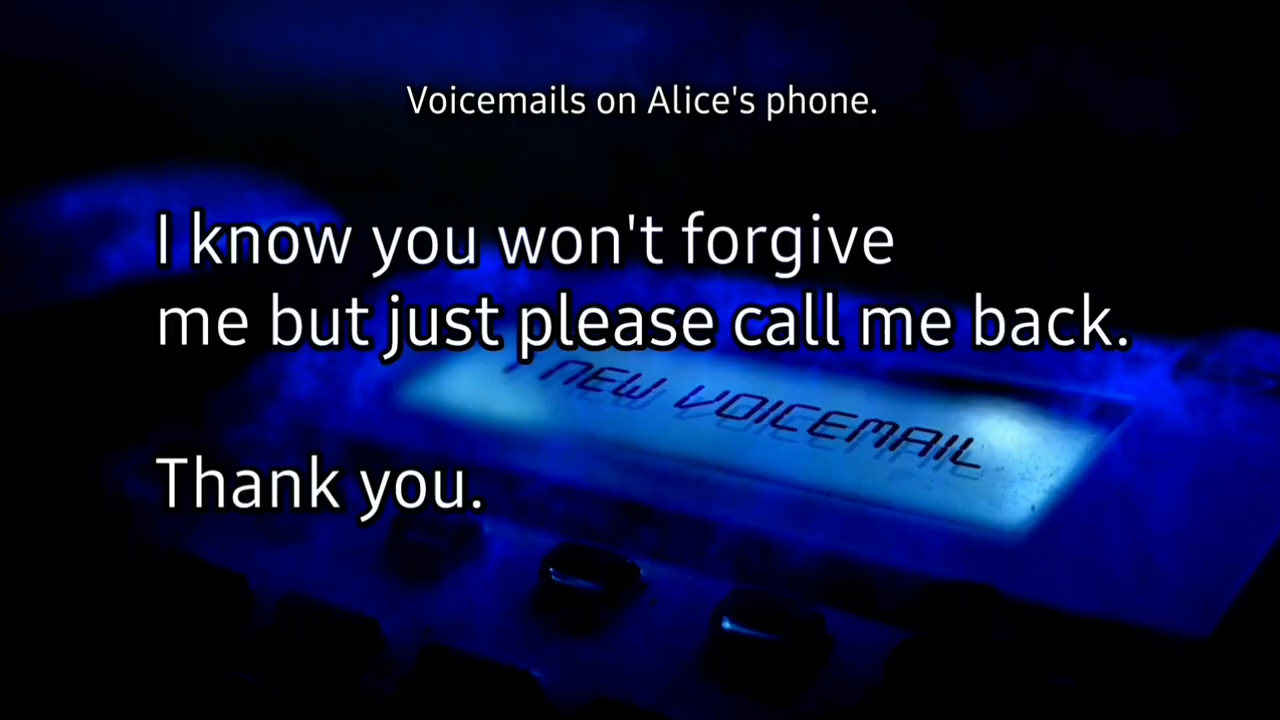 Voicemails on Alice's phone.
I know you won't forgive
me but just please call me back.
NEW VOICEMAIL
Thank you.